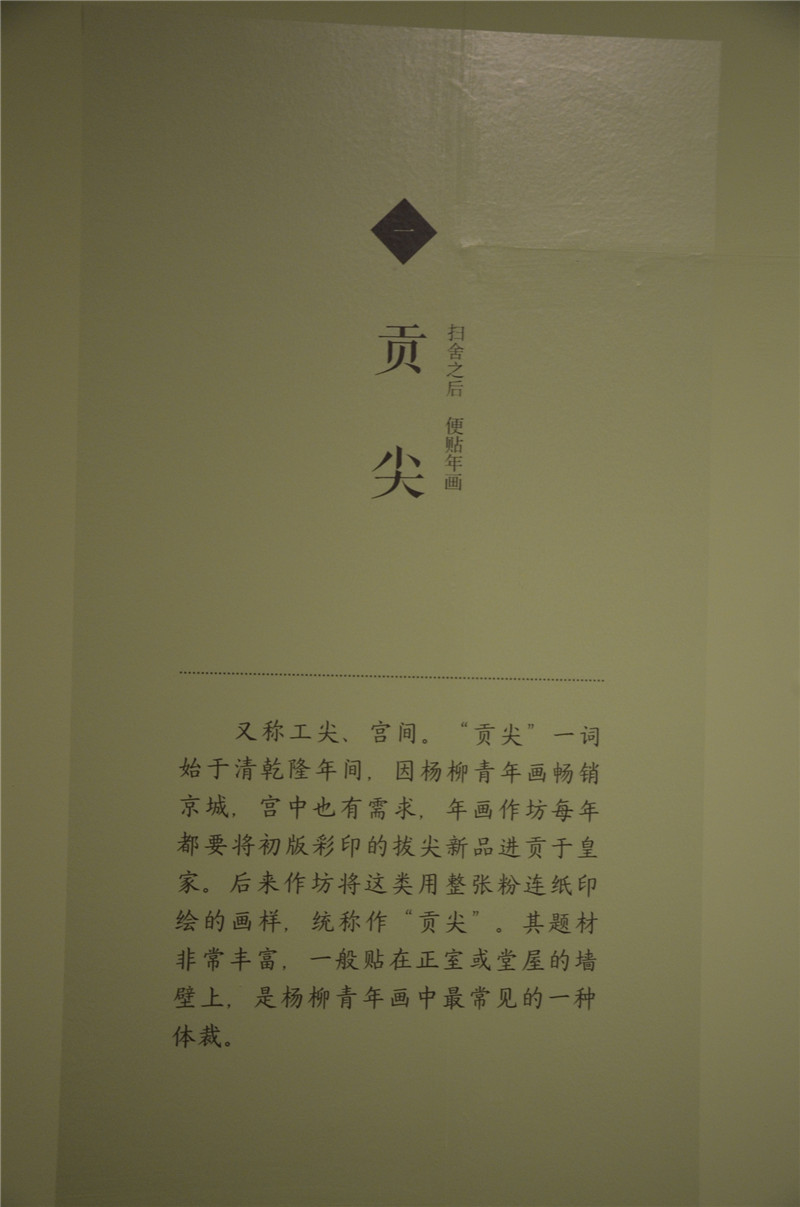 一
贡尖
扫舍之后 便贴年画
又称工尖、宫间。“贡尖”一词
始于清乾隆年间，因杨柳青年画畅销
京城，宫中也有需求，年画作坊每年
都要将初版彩印的拔尖新品进贡于皇
家。后来作坊将这类用整张粉连纸印
绘的画样，统称作“贡尖”。其题材
非常丰富，一般贴在正室或堂屋的墙
壁上，是杨柳青年画中最常见的一种
体裁。